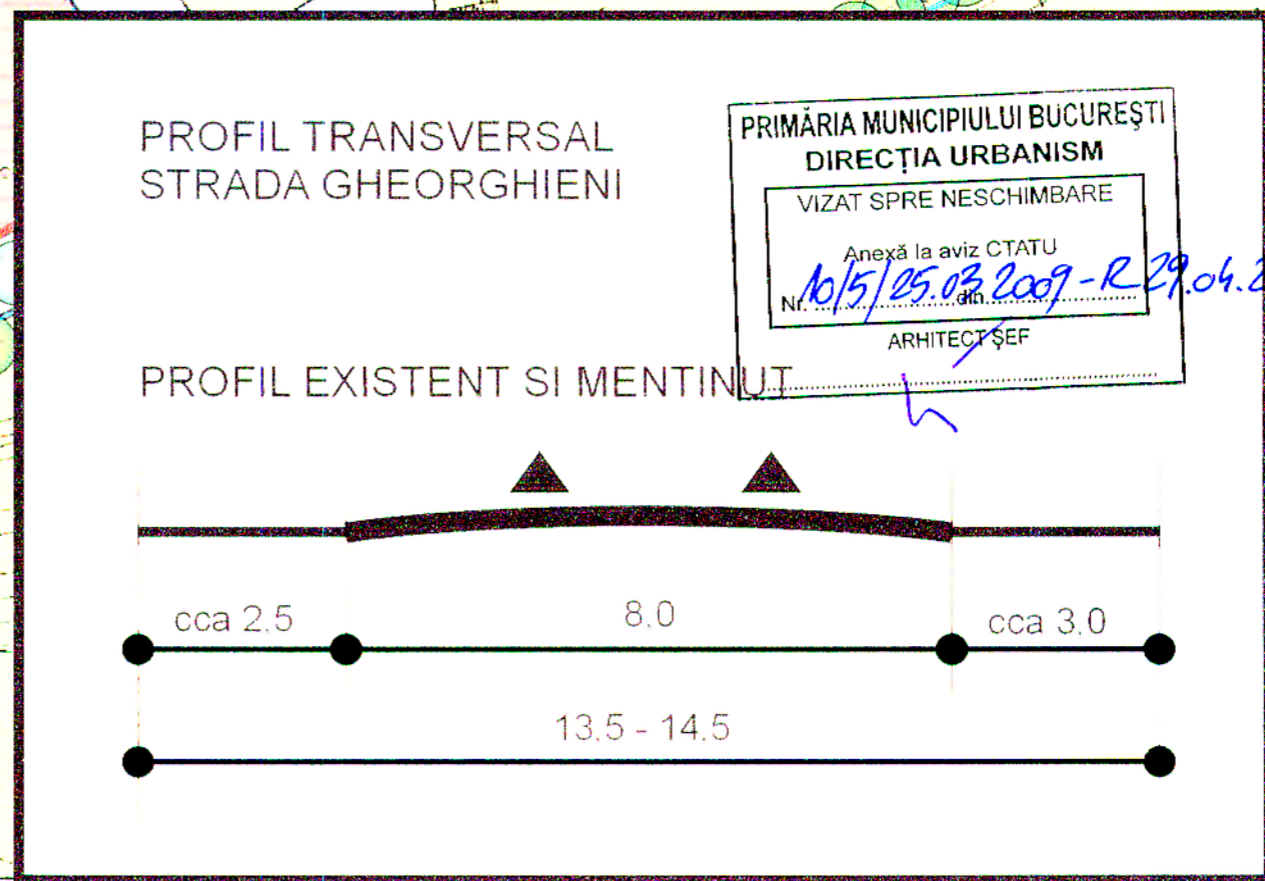 PROFIL TRANSVERSAL
STRADA GHEORGHIENI
PRIMĂRIA MUNICIPIULUI BUCUREȘTI
DIRECȚIA URBANISM
VIZAT SPRE NESCHIMBARE
Anexă la aviz CTATU
Nr. 10/5/25.03 din 2009 - R 29.04.2
ARHITECT ȘEF
PROFIL EXISTENT SI MENTINUT
cca 2,5
8.0
cca 3.0
13.5 - 14.5